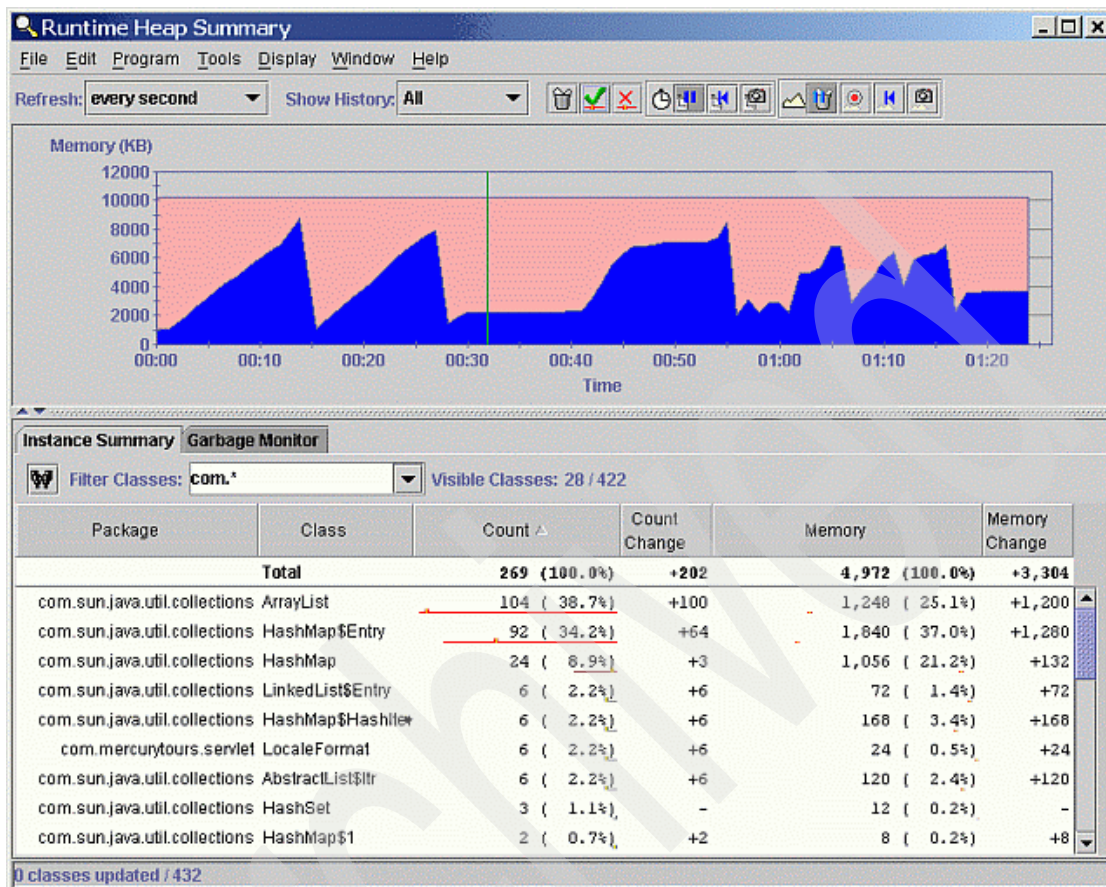 Runtime Heap Summary
File Edit Program Tools Display Window Help
Refresh: every second Show History: All
Memory (KB)
12000
10000
8000
6000
4000
2000
0
00:00 00:10 00:20 00:30 00:40 00:50 01:00 01:10 01:20
Time
Instance Summary Garbage Monitor
Filter Classes: com.* Visible Classes: 28 / 422
Package Class Count Count Change Memory Memory Change
Total 269 (100.0%) +202 4,972 (100.0%) +3,304
com.sun.java.util.collections ArrayList 104 ( 38.7%) +100 1,248 ( 25.1%) +1,200
com.sun.java.util.collections HashMap$Entry 92 ( 34.2%) +64 1,840 ( 37.0%) +1,280
com.sun.java.util.collections HashMap 24 ( 8.9%) +3 1,056 ( 21.2%) +132
com.sun.java.util.collections LinkedList$Entry 6 ( 2.2%) +6 72 ( 1.4%) +72
com.sun.java.util.collections 6 ( 2.2%) +6 168 ( 3.4%) +168
com.mercurytours.servlet LocaleFormat 6 ( 2.2%) +6 24 ( 0.5%) +24
com.sun.java.util.collections AbstractList$Itr 6 ( 2.2%) +6 120 ( 2.4%) +120
com.sun.java.util.collections HashSet 3 ( 1.1%) - 12 ( 0.2%) -
com.sun.java.util.collections HashMap$1 2 ( 0.7%) +2 8 ( 0.2%) +8
0 classes updated / 432